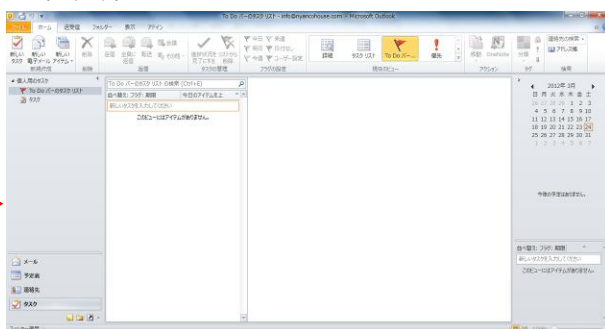 To Do バーのタスク リスト - info@nyancohouse.com - Microsoft Outlook
ホーム 送受信 フォルダー 表示 アドイン
新しい タスク
新しい 電子メール
新しい アイテム
削除
返信 全員に返信 転送
タスクの管理
今日 来週
明日 日付なし
今週 ユーザー設定
詳細 タスク リスト To Do バー... 優先
移動 OneNote
分類
連絡先の検索
アドレス帳
新規作成 削除 返信 タスクの管理 フラグの設定 現在のビュー アクション タグ 検索
個人用のタスク
To Do バーのタスク リスト
タスク
To Do バーのタスク リスト の検索 (Ctrl+E)
並べ替え: フラグ: 期限 今日のアイテムを上
新しいタスクを入力してください
このビューにはアイテムがありません。
2012年 3月
日 月 火 水 木 金 土
26 27 28 29 1 2 3
4 5 6 7 8 9 10
11 12 13 14 15 16 17
18 19 20 21 22 23 24
25 26 27 28 29 30 31
1 2 3 4 5 6 7
今後の予定はありません。
並べ替え: フラグ: 期限
新しいタスクを入力してください
このビューにはアイテムがありません。
メール
予定表
連絡先
タスク